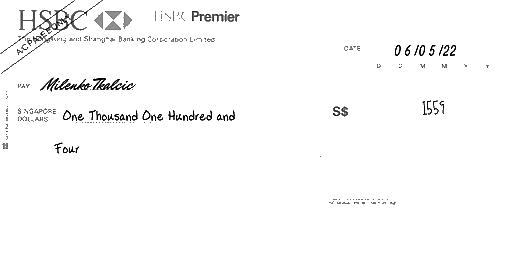 HSBC HSBC Premier
A/C PAYEE ONLY
The Hongkong and Shanghai Banking Corporation Limited
DATE 06/05/22
D D M M Y Y
PAY Milenko Tkalcic
SINGAPORE
DOLLARS One Thousand One Hundred and
S$ 1559
Four